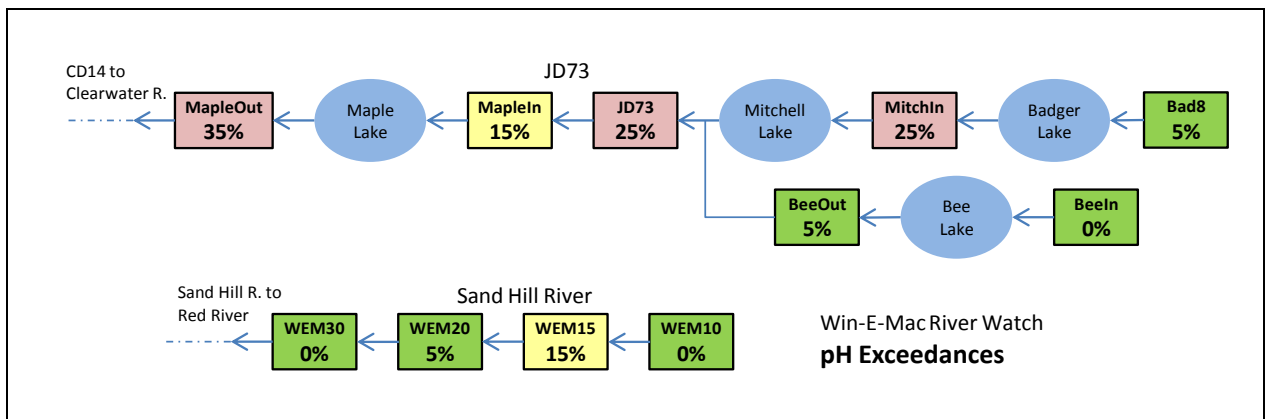 CD14 to
Clearwater R.
JD73
MapleOut
35%
Maple
Lake
MapleIn
15%
JD73
25%
Mitchell
Lake
MitchIn
25%
Badger
Lake
Bad8
5%
BeeOut
5%
Bee
Lake
BeeIn
0%
Sand Hill R. to
Red River
Sand Hill River
WEM30
0%
WEM20
5%
WEM15
15%
WEM10
0%
Win-E-Mac River Watch
pH Exceedances